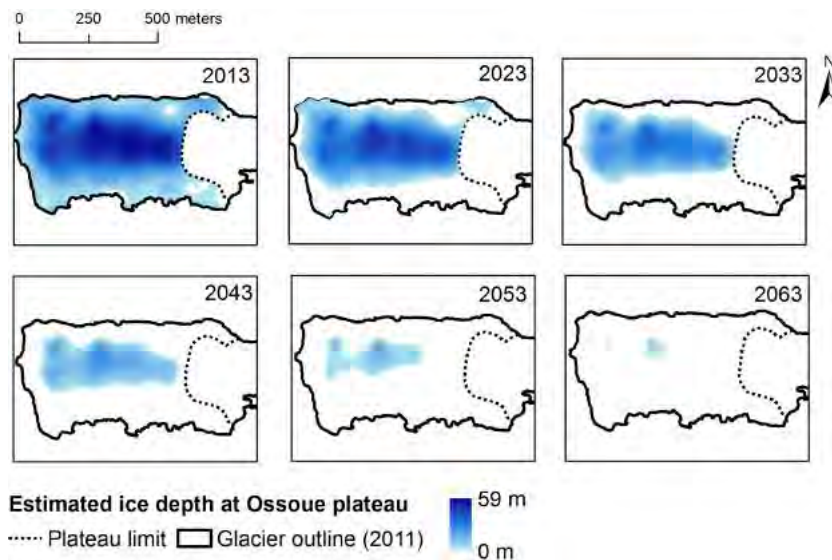 0 250 500 meters
2013 2023 2033
N
2043 2053 2063
Estimated ice depth at Ossoue plateau
59 m
Plateau limit Glacier outline (2011)
0 m